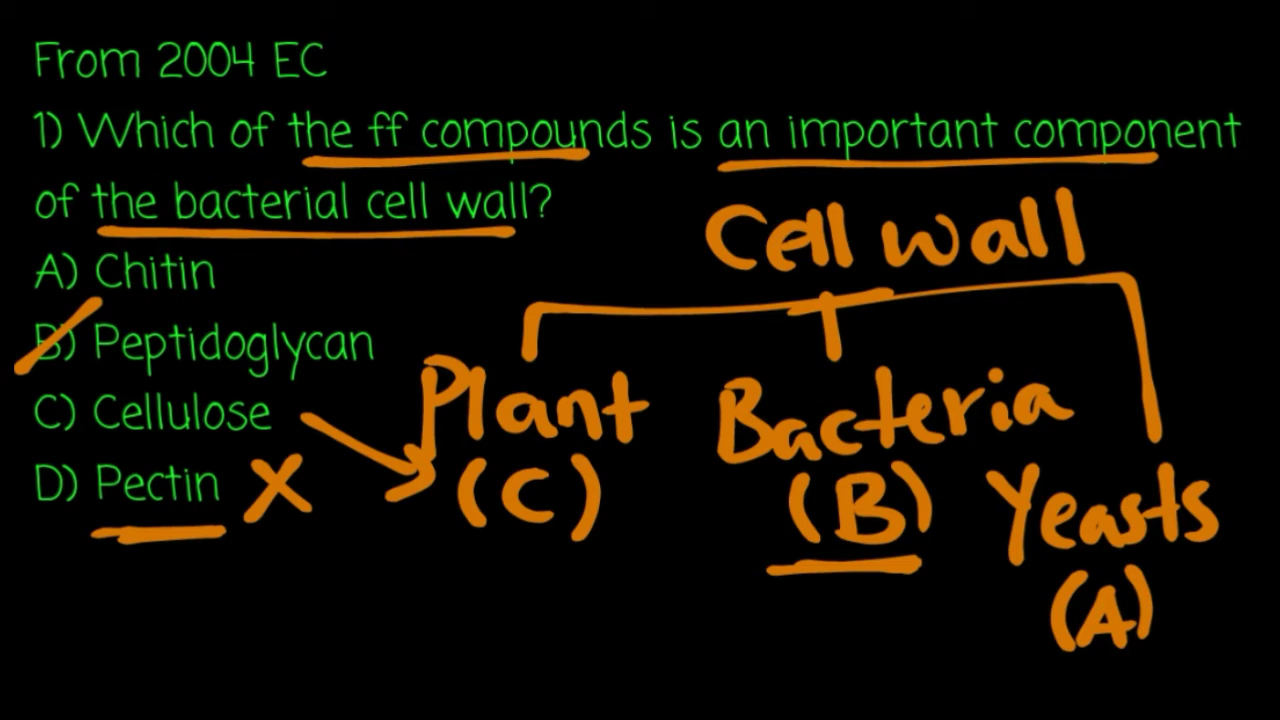 From 2004 EC
1) Which of the ff compounds is an important component
of the bacterial cell wall?
A) Chitin
B) Peptidoglycan
C) Cellulose
D) Pectin X
Cell wall
Plant Bacteria Yeasts
(C) (B) (A)